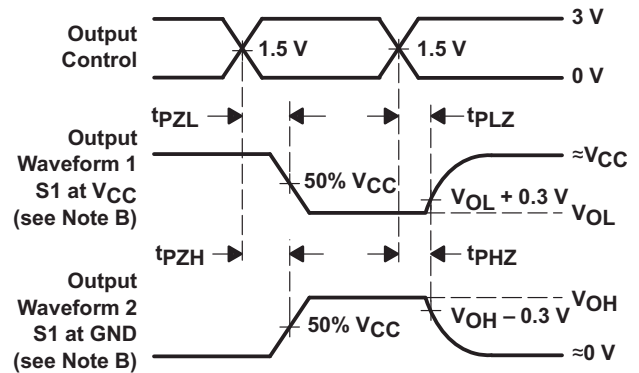 3 V
Output
Control
1.5 V
1.5 V
0 V
tPZL
tPLZ
Output
Waveform 1
S1 at VCC
(see Note B)
≈VCC
50% VCC
VOL + 0.3 V
VOL
tPZH
tPHZ
Output
Waveform 2
S1 at GND
(see Note B)
VOH
50% VCC
VOH – 0.3 V
≈0 V